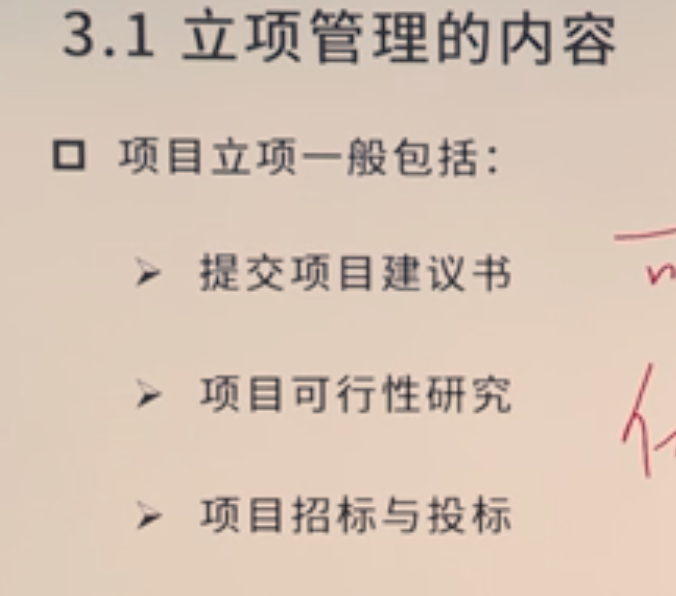 3.1 立项管理的内容
项目立项一般包括：
提交项目建议书
项目可行性研究
项目招标与投标